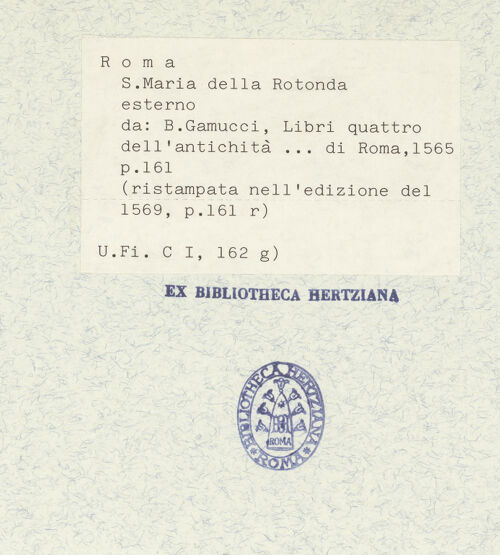 R o m a
S.Maria della Rotonda
esterno
da: B.Gamucci, Libri quattro
dell'antichità ... di Roma,1565
p.161
(ristampata nell'edizione del
1569, p.161 r)
U.Fi. C I, 162 g)
EX BIBLIOTHECA HERTZIANA
BIBLIOTHECA HERTZIANA
ROMA
ROMA